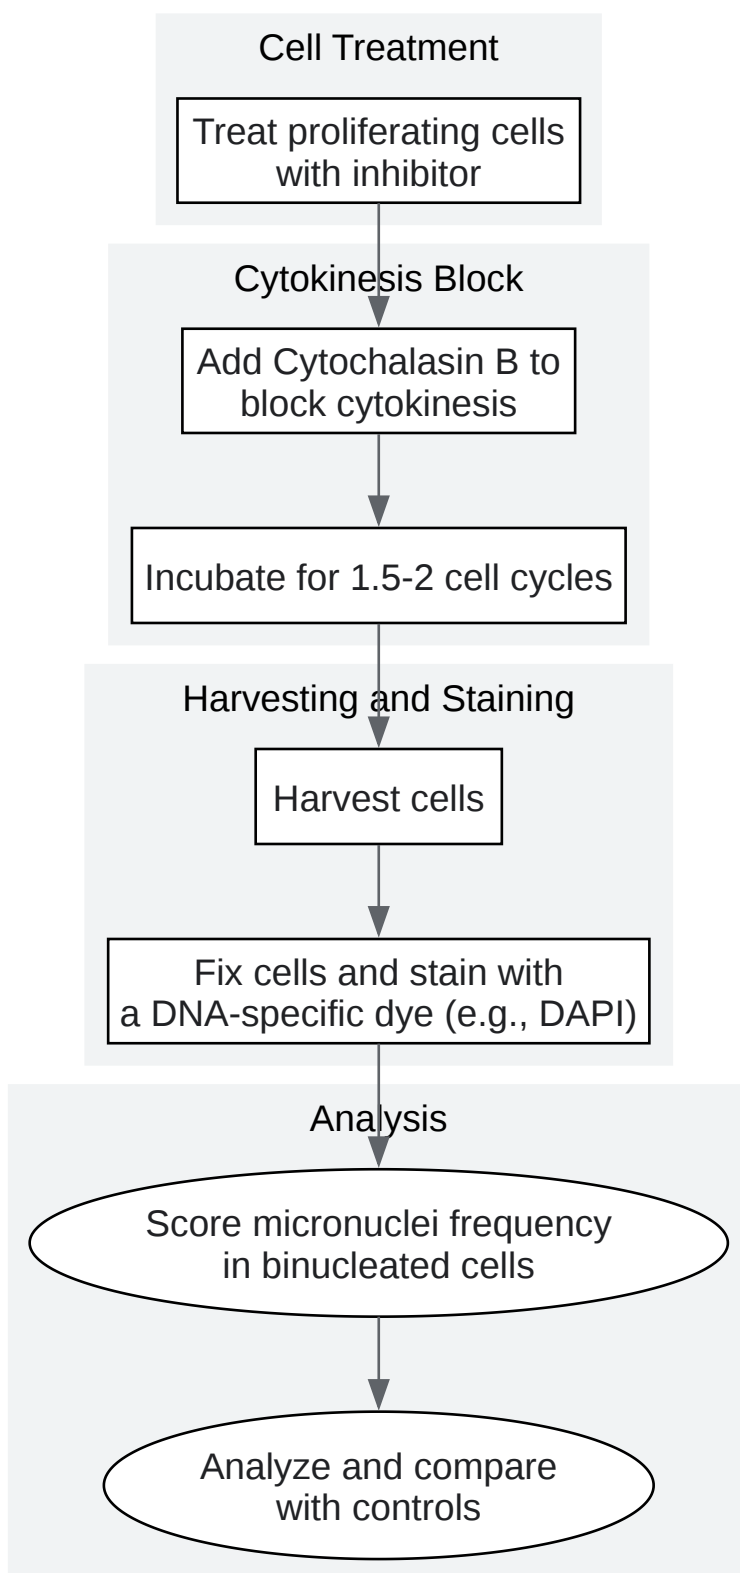 Cell Treatment
Treat proliferating cells
with inhibitor
Cytokinesis Block
Add Cytochalasin B to
block cytokinesis
Incubate for 1.5-2 cell cycles
Harvesting and Staining
Harvest cells
Fix cells and stain with
a DNA-specific dye (e.g., DAPI)
Analysis
Score micronuclei frequency
in binucleated cells
Analyze and compare
with controls